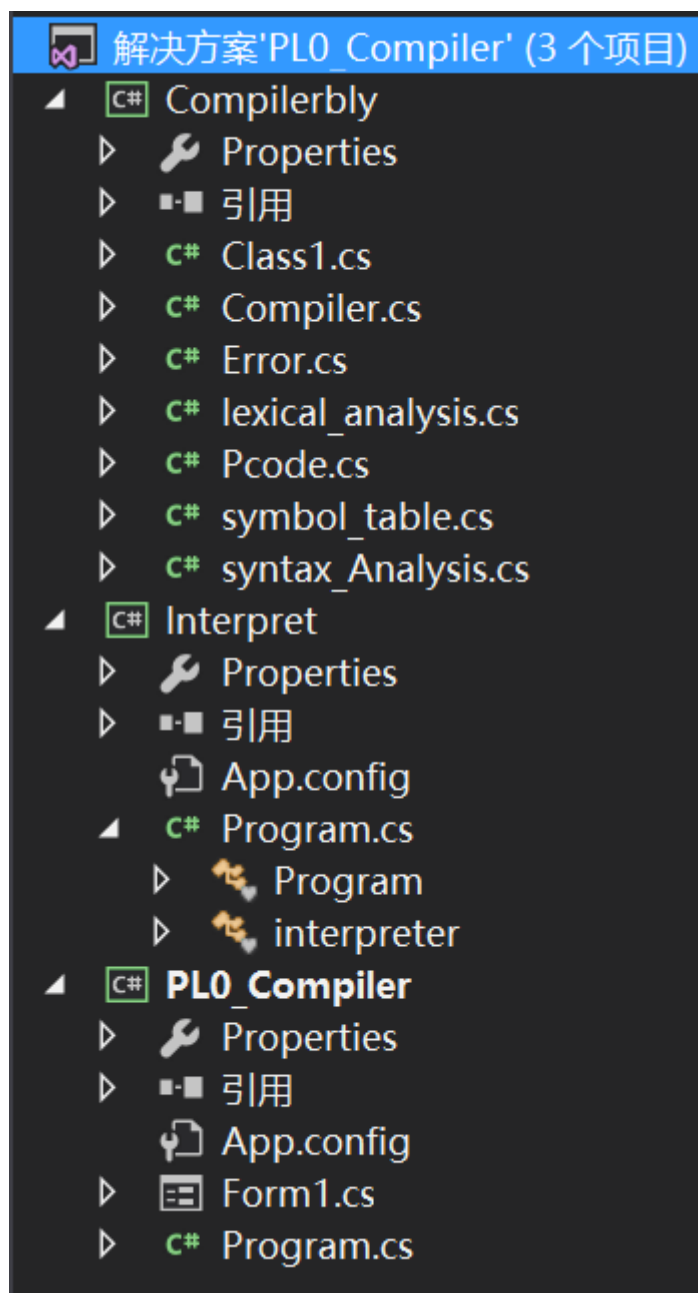 解决方案'PL0_Compiler' (3 个项目)
C# Compilerbly
Properties
引用
C# Class1.cs
C# Compiler.cs
C# Error.cs
C# lexical_analysis.cs
C# Pcode.cs
C# symbol_table.cs
C# syntax_Analysis.cs
C# Interpret
Properties
引用
App.config
C# Program.cs
Program
interpreter
C# PL0_Compiler
Properties
引用
App.config
Form1.cs
C# Program.cs